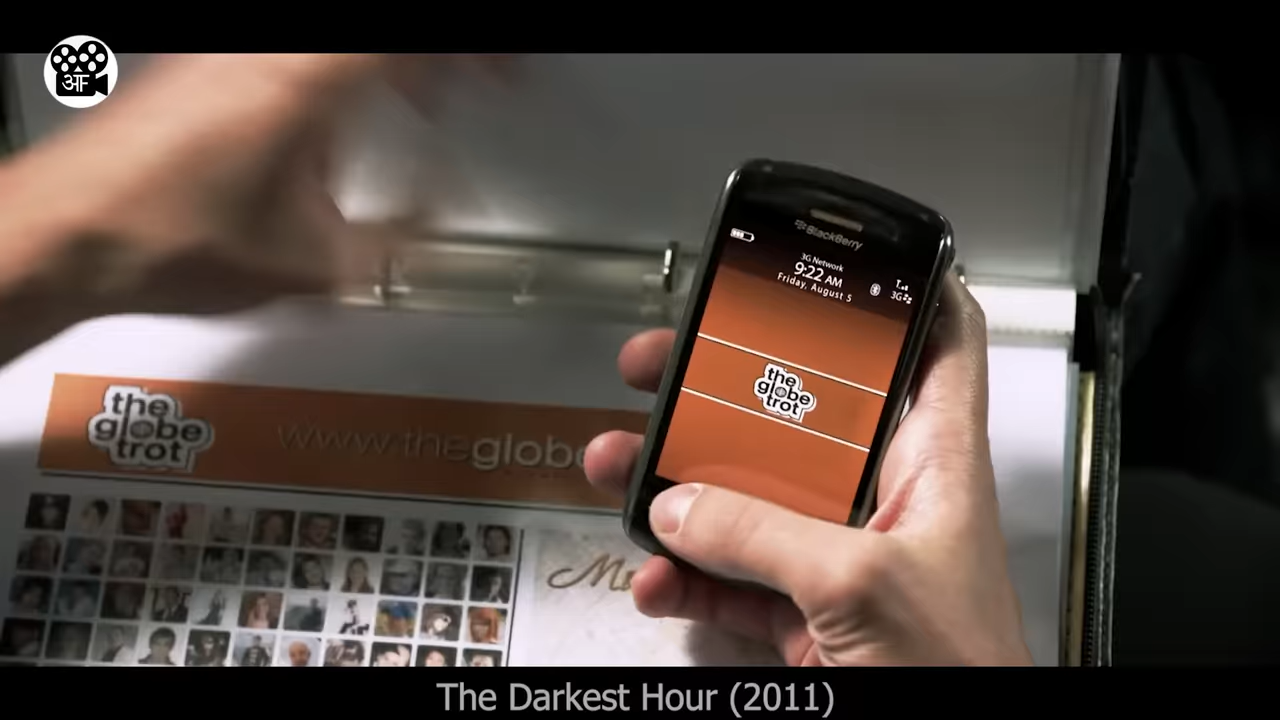 अF
BlackBerry
3G Network
9:22 AM
Friday, August 5
3G
the
globe
trot
the
globe
trot
www.theglobe
The Darkest Hour (2011)